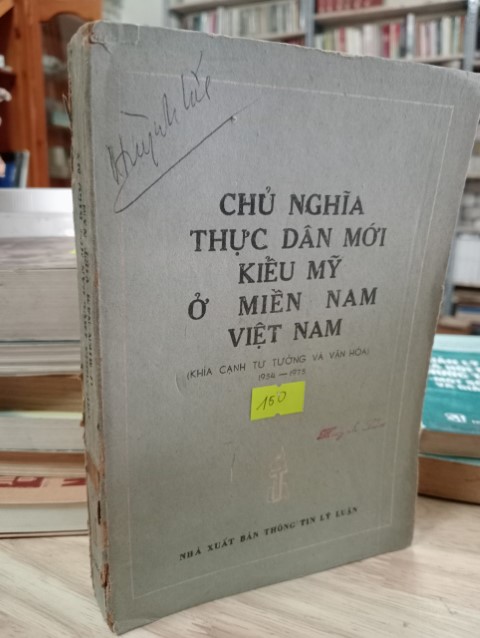 CHỦ NGHĨA
THỰC DÂN MỚI
KIỂU MỸ
Ở MIỀN NAM
VIỆT NAM
(KHÍA CẠNH TƯ TƯỞNG VÀ VĂN HÓA)
1954 — 1975
150
NHÀ XUẤT BẢN THÔNG TIN LÝ LUẬN